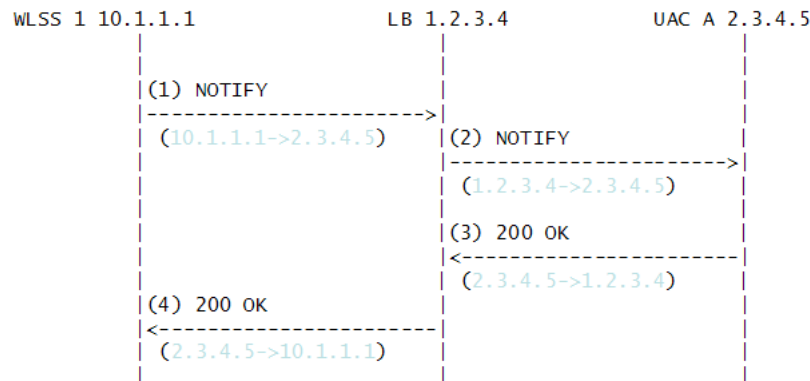 WLSS 1 10.1.1.1 LB 1.2.3.4 UAC A 2.3.4.5
(1) NOTIFY
(10.1.1.1->2.3.4.5)
(2) NOTIFY
(1.2.3.4->2.3.4.5)
(3) 200 OK
(2.3.4.5->1.2.3.4)
(4) 200 OK
(2.3.4.5->10.1.1.1)